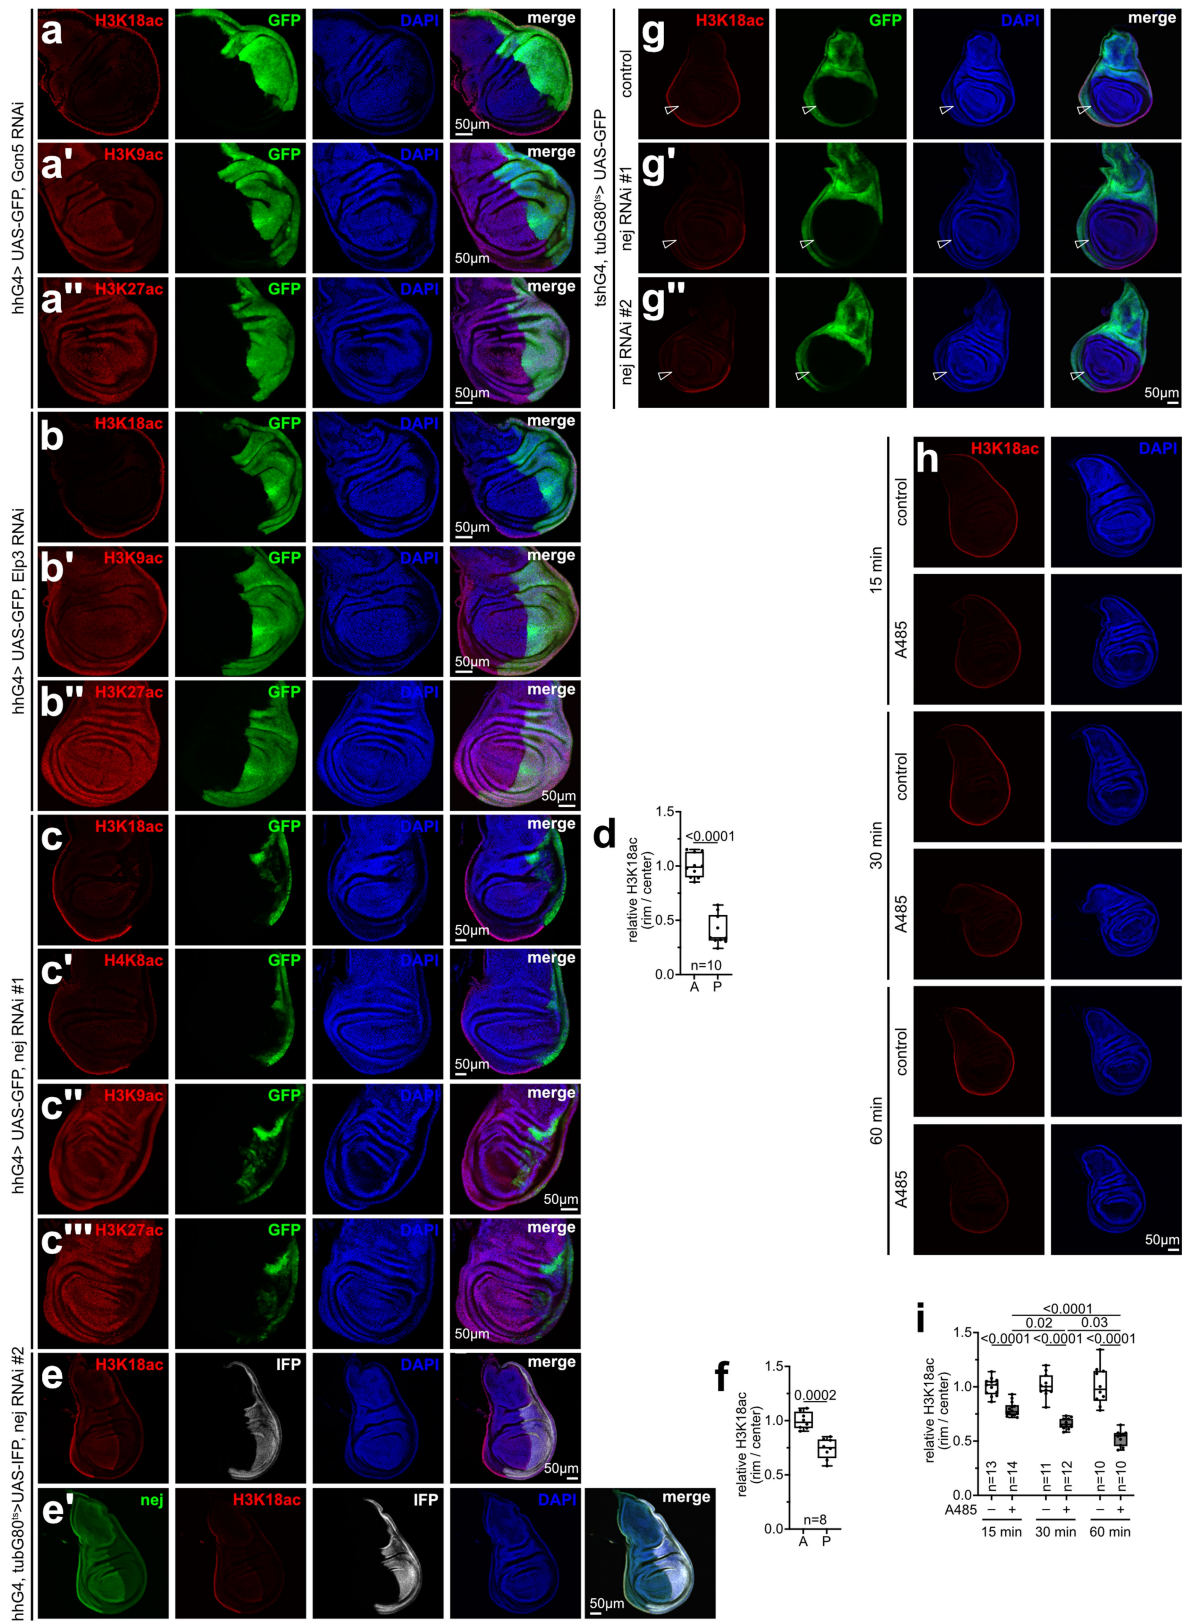 hhG4> UAS-GFP, Gcn5 RNAi
a H3K18ac GFP DAPI merge
50µm
a' H3K9ac GFP DAPI merge
50µm
a'' H3K27ac GFP DAPI merge
50µm
hhG4> UAS-GFP, Elp3 RNAi
b H3K18ac GFP DAPI merge
50µm
b' H3K9ac GFP DAPI merge
50µm
b'' H3K27ac GFP DAPI merge
50µm
hhG4> UAS-GFP, nej RNAi #1
c H3K18ac GFP DAPI merge
50µm
c' H4K8ac GFP DAPI merge
50µm
c'' H3K9ac GFP DAPI merge
50µm
c''' H3K27ac GFP DAPI merge
50µm
d
relative H3K18ac
(rim / center)
1.5
1.0
0.5
0.0
<0.0001
n=10
A P
hhG4, tubG80ts>UAS-IFP, nej RNAi #2
e H3K18ac IFP DAPI merge
50µm
e' nej H3K18ac IFP DAPI merge
50µm
f
relative H3K18ac
(rim / center)
1.5
1.0
0.5
0.0
0.0002
n=8
A P
tshG4, tubG80ts> UAS-GFP
control
g H3K18ac GFP DAPI merge
nej RNAi #1
g'
nej RNAi #2
g''
50µm
h H3K18ac DAPI
15 min
control
A485
30 min
control
A485
60 min
control
A485
50µm
i
relative H3K18ac
(rim / center)
1.5
1.0
0.5
0.0
<0.0001
0.02 0.03
<0.0001 <0.0001 <0.0001
n=13 n=14 n=11 n=12 n=10 n=10
A485 − + − + − +
15 min 30 min 60 min